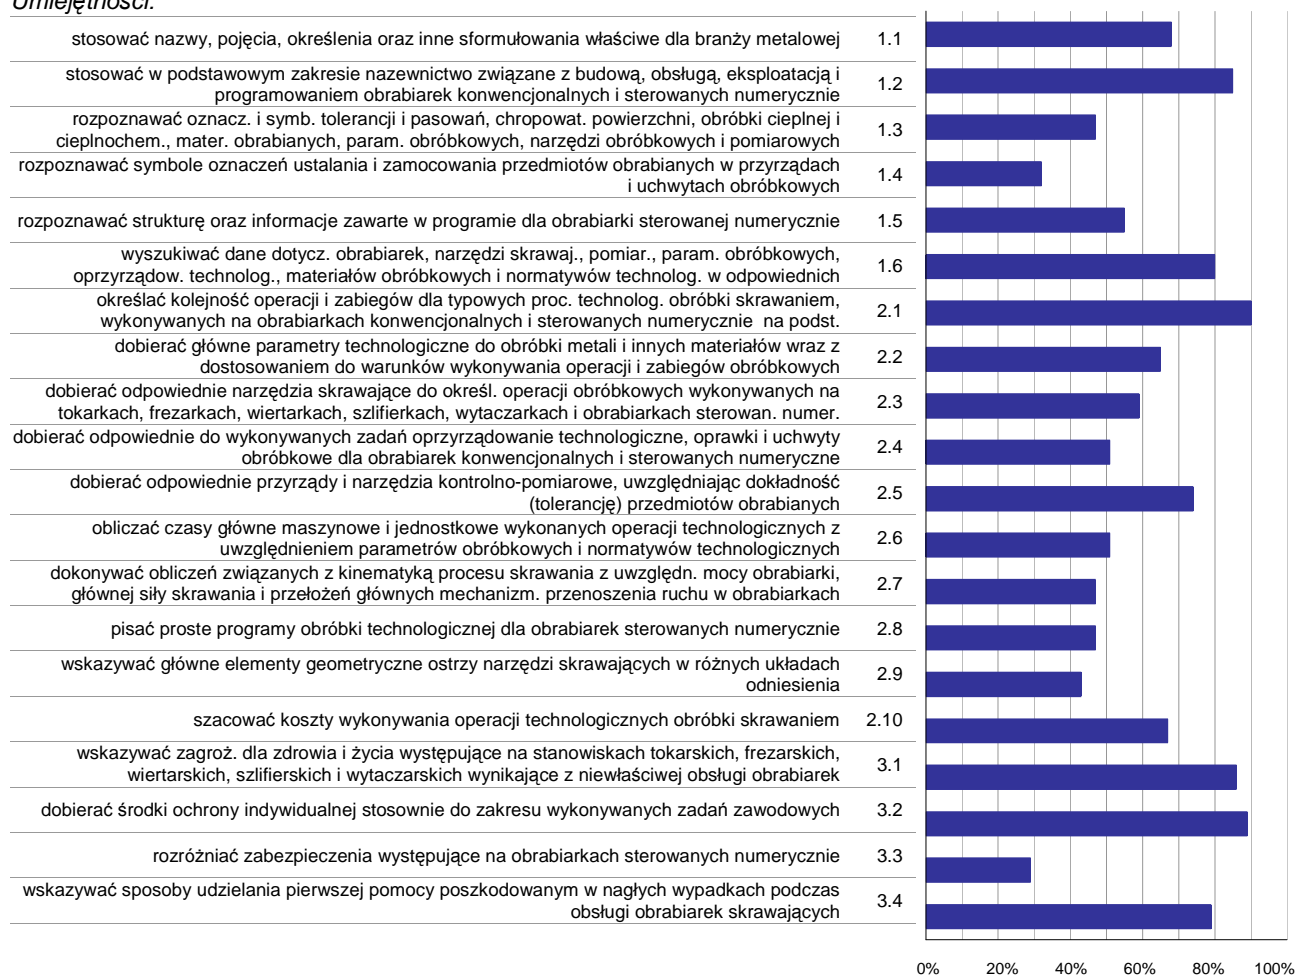 Umiejętności:
stosować nazwy, pojęcia, określenia oraz inne sformułowania właściwe dla branży metalowej 1.1
stosować w podstawowym zakresie nazewnictwo związane z budową, obsługą, eksploatacją i
programowaniem obrabiarek konwencjonalnych i sterowanych numerycznie 1.2
rozpoznawać oznacz. i symb. tolerancji i pasowań, chropowat. powierzchni, obróbki cieplnej i
cieplnochem., mater. obrabianych, param. obróbkowych, narzędzi obróbkowych i pomiarowych 1.3
rozpoznawać symbole oznaczeń ustalania i zamocowania przedmiotów obrabianych w przyrządach
i uchwytach obróbkowych 1.4
rozpoznawać strukturę oraz informacje zawarte w programie dla obrabiarki sterowanej numerycznie 1.5
wyszukiwać dane dotycz. obrabiarek, narzędzi skrawaj., pomiar., param. obróbkowych,
oprzyrządow. technolog., materiałów obróbkowych i normatywów technolog. w odpowiednich 1.6
określać kolejność operacji i zabiegów dla typowych proc. technolog. obróbki skrawaniem,
wykonywanych na obrabiarkach konwencjonalnych i sterowanych numerycznie na podst. 2.1
dobierać główne parametry technologiczne do obróbki metali i innych materiałów wraz z
dostosowaniem do warunków wykonywania operacji i zabiegów obróbkowych 2.2
dobierać odpowiednie narzędzia skrawające do określ. operacji obróbkowych wykonywanych na
tokarkach, frezarkach, wiertarkach, szlifierkach, wytaczarkach i obrabiarkach sterowan. numer. 2.3
dobierać odpowiednie do wykonywanych zadań oprzyrządowanie technologiczne, oprawki i uchwyty
obróbkowe dla obrabiarek konwencjonalnych i sterowanych numeryczne 2.4
dobierać odpowiednie przyrządy i narzędzia kontrolno-pomiarowe, uwzględniając dokładność
(tolerancję) przedmiotów obrabianych 2.5
obliczać czasy główne maszynowe i jednostkowe wykonanych operacji technologicznych z
uwzględnieniem parametrów obróbkowych i normatywów technologicznych 2.6
dokonywać obliczeń związanych z kinematyką procesu skrawania z uwzględn. mocy obrabiarki,
głównej siły skrawania i przełożeń głównych mechanizm. przenoszenia ruchu w obrabiarkach 2.7
pisać proste programy obróbki technologicznej dla obrabiarek sterowanych numerycznie 2.8
wskazywać główne elementy geometryczne ostrzy narzędzi skrawających w różnych układach
odniesienia 2.9
szacować koszty wykonywania operacji technologicznych obróbki skrawaniem 2.10
wskazywać zagroż. dla zdrowia i życia występujące na stanowiskach tokarskich, frezarskich,
wiertarskich, szlifierskich i wytaczarskich wynikające z niewłaściwej obsługi obrabiarek 3.1
dobierać środki ochrony indywidualnej stosownie do zakresu wykonywanych zadań zawodowych 3.2
rozróżniać zabezpieczenia występujące na obrabiarkach sterowanych numerycznie 3.3
wskazywać sposoby udzielania pierwszej pomocy poszkodowanym w nagłych wypadkach podczas
obsługi obrabiarek skrawających 3.4
0% 20% 40% 60% 80% 100%